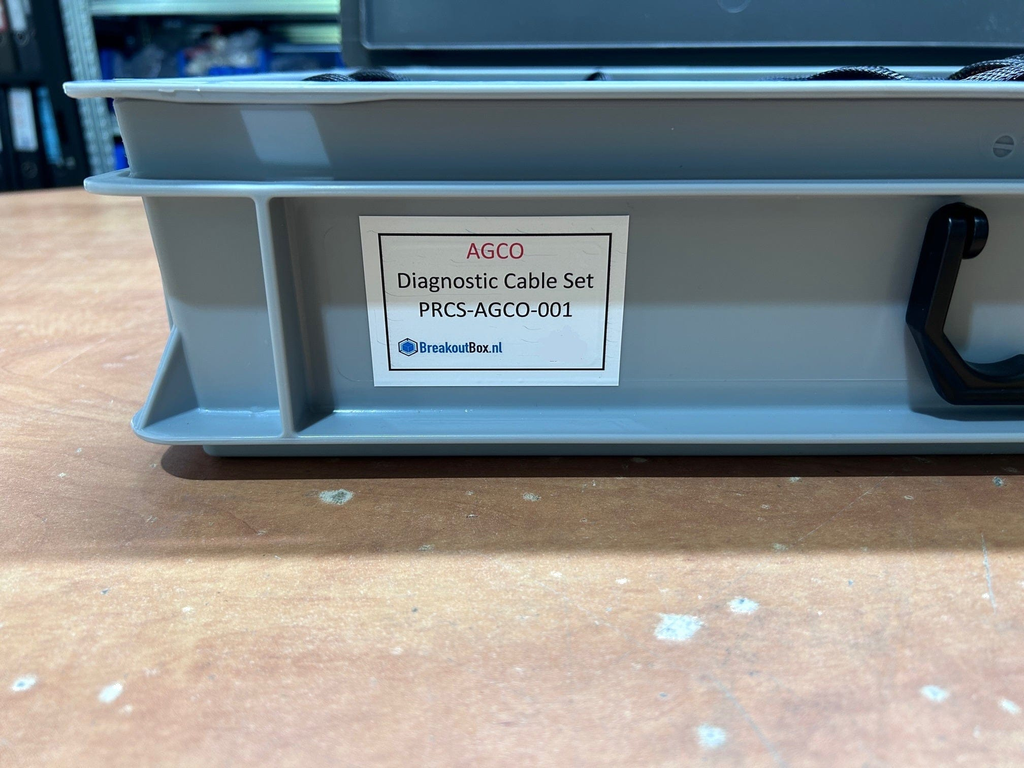 AGCO
Diagnostic Cable Set
PRCS-AGCO-001
BreakoutBox.nl